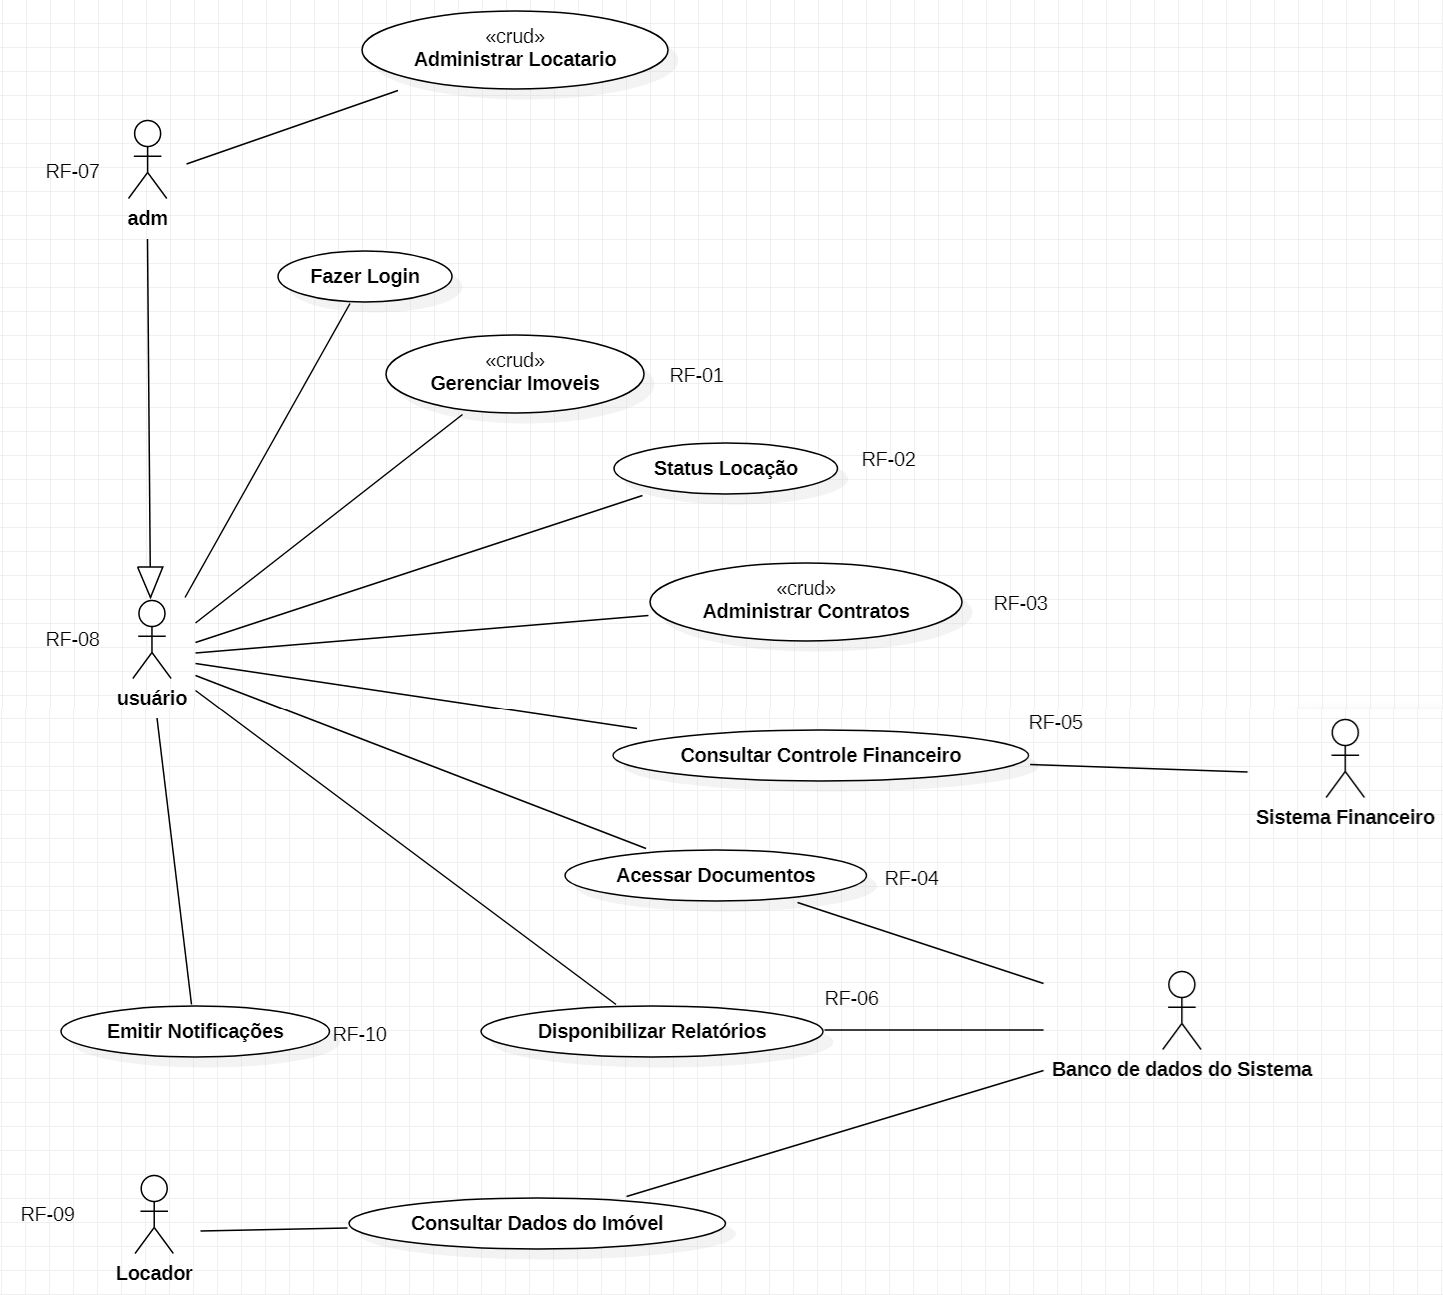 «crud»
Administrar Locatario
RF-07
adm
Fazer Login
«crud»
Gerenciar Imoveis
RF-01
Status Locação
RF-02
«crud»
Administrar Contratos
RF-03
RF-08
usuário
RF-05
Consultar Controle Financeiro
Sistema Financeiro
Acessar Documentos
RF-04
RF-06
Emitir Notificações
RF-10
Disponibilizar Relatórios
Banco de dados do Sistema
RF-09
Consultar Dados do Imóvel
Locador